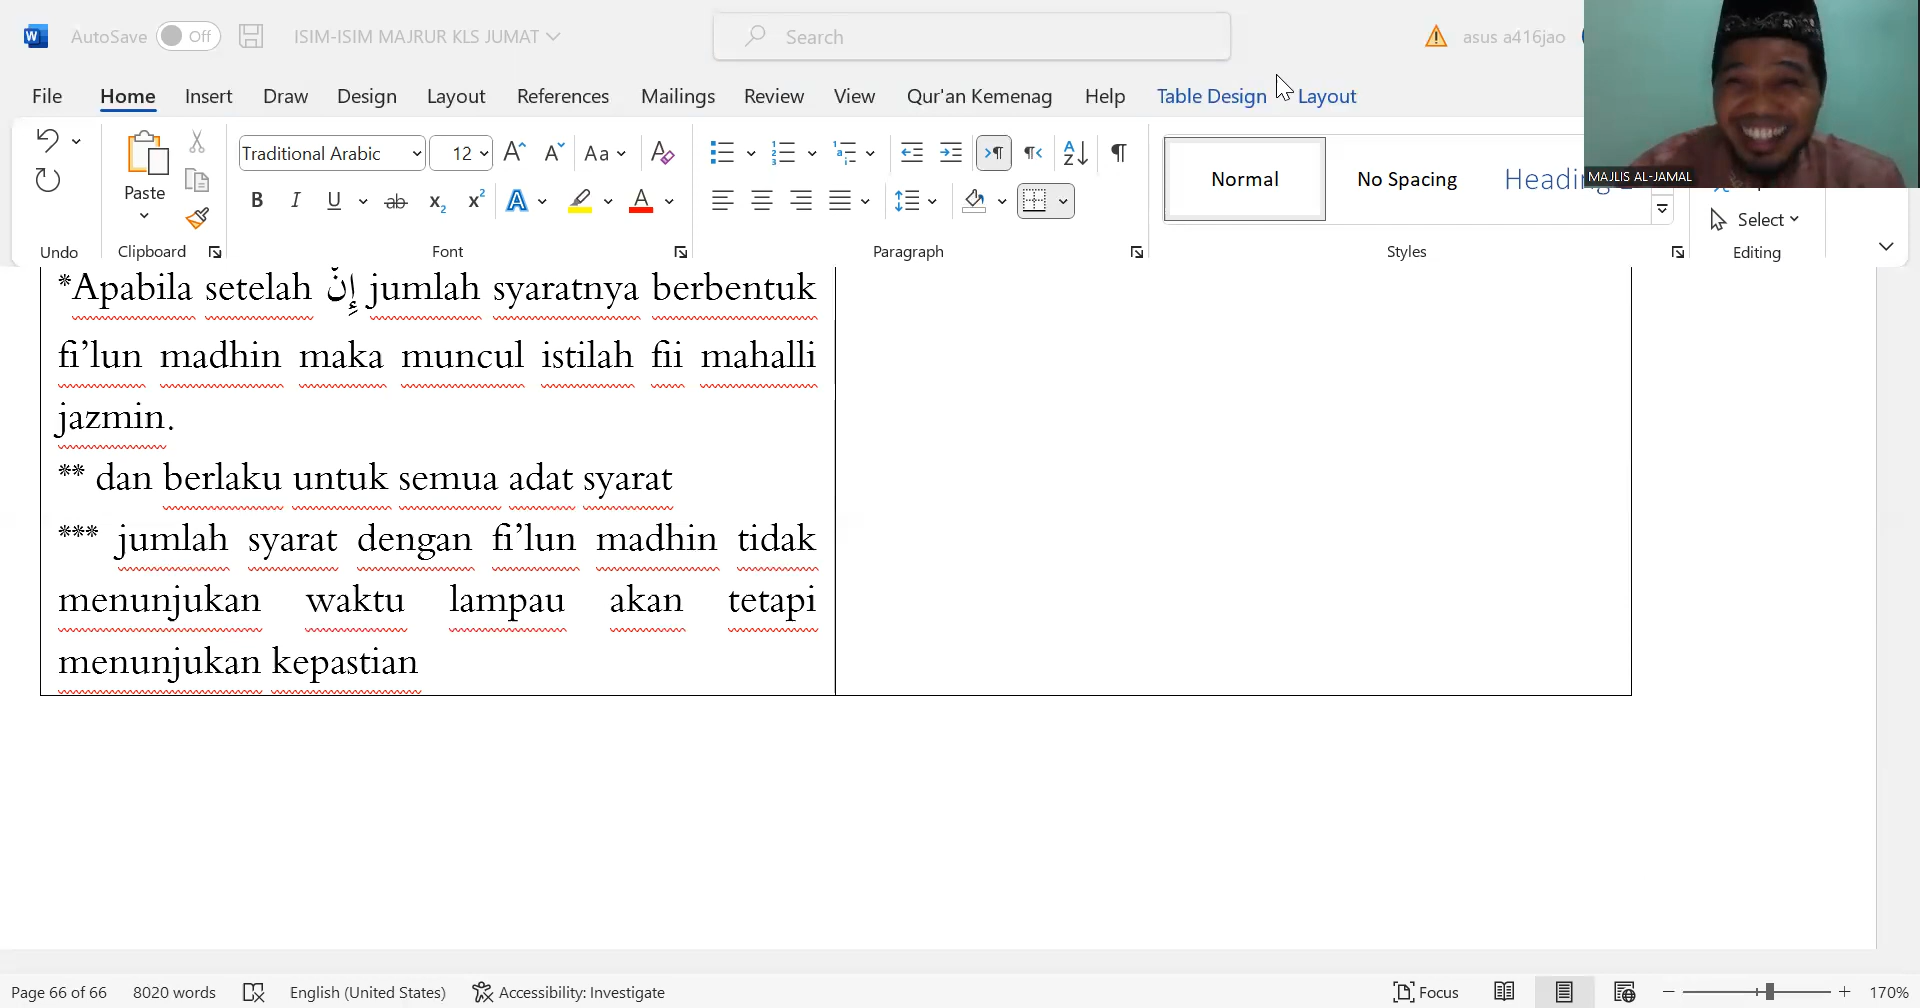 AutoSave Off ISIM-ISIM MAJRUR KLS JUMAT Search asus a416jao
File Home Insert Draw Design Layout References Mailings Review View Qur'an Kemenag Help Table Design Layout
MAJLIS AL-JAMAL
Traditional Arabic 12 Aa
Paste
Normal No Spacing Heading
Select
Undo Clipboard Font Paragraph Styles Editing
*Apabila setelah إِنْ jumlah syaratnya berbentuk
fi’lun madhin maka muncul istilah fii mahalli
jazmin.
** dan berlaku untuk semua adat syarat
*** jumlah syarat dengan fi’lun madhin tidak
menunjukan waktu lampau akan tetapi
menunjukan kepastian
Page 66 of 66 8020 words English (United States) Accessibility: Investigate Focus 170%